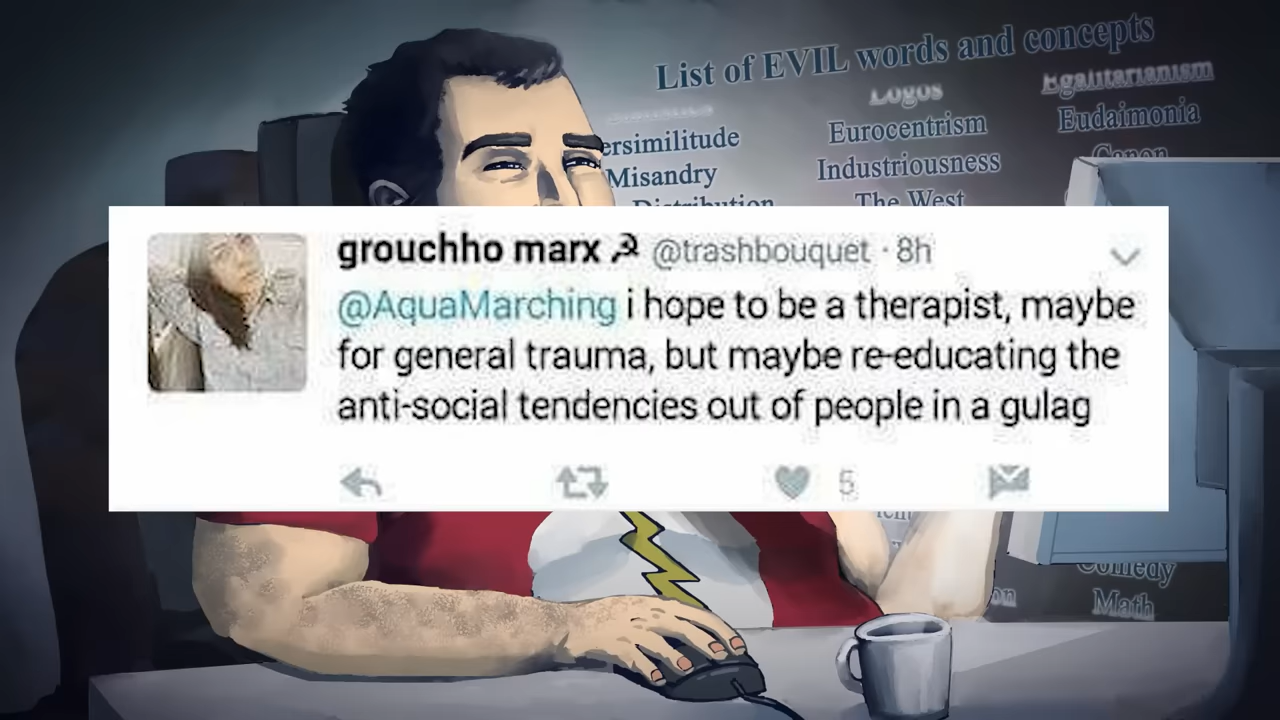 List of EVIL words and concepts
Logos
Egalitarianism
ersimilitude
Eurocentrism
Eudaimonia
Misandry
Industriousness
Canon
Distribution
The West
grouchho marx ☭ @trashbouquet · 8h
@AquaMarching i hope to be a therapist, maybe
for general trauma, but maybe re-educating the
anti-social tendencies out of people in a gulag
5
Comedy
Math